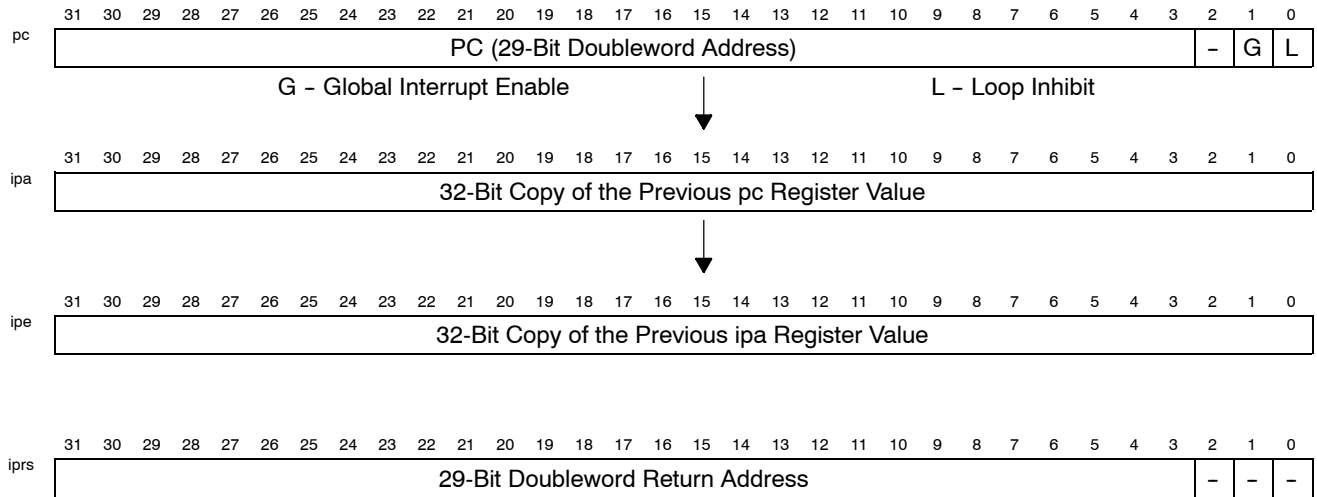 31 30 29 28 27 26 25 24 23 22 21 20 19 18 17 16 15 14 13 12 11 10 9 8 7 6 5 4 3 2 1 0
pc PC (29-Bit Doubleword Address) – G L
G – Global Interrupt Enable L – Loop Inhibit
31 30 29 28 27 26 25 24 23 22 21 20 19 18 17 16 15 14 13 12 11 10 9 8 7 6 5 4 3 2 1 0
ipa 32-Bit Copy of the Previous pc Register Value
31 30 29 28 27 26 25 24 23 22 21 20 19 18 17 16 15 14 13 12 11 10 9 8 7 6 5 4 3 2 1 0
ipe 32-Bit Copy of the Previous ipa Register Value
31 30 29 28 27 26 25 24 23 22 21 20 19 18 17 16 15 14 13 12 11 10 9 8 7 6 5 4 3 2 1 0
iprs 29-Bit Doubleword Return Address – – –